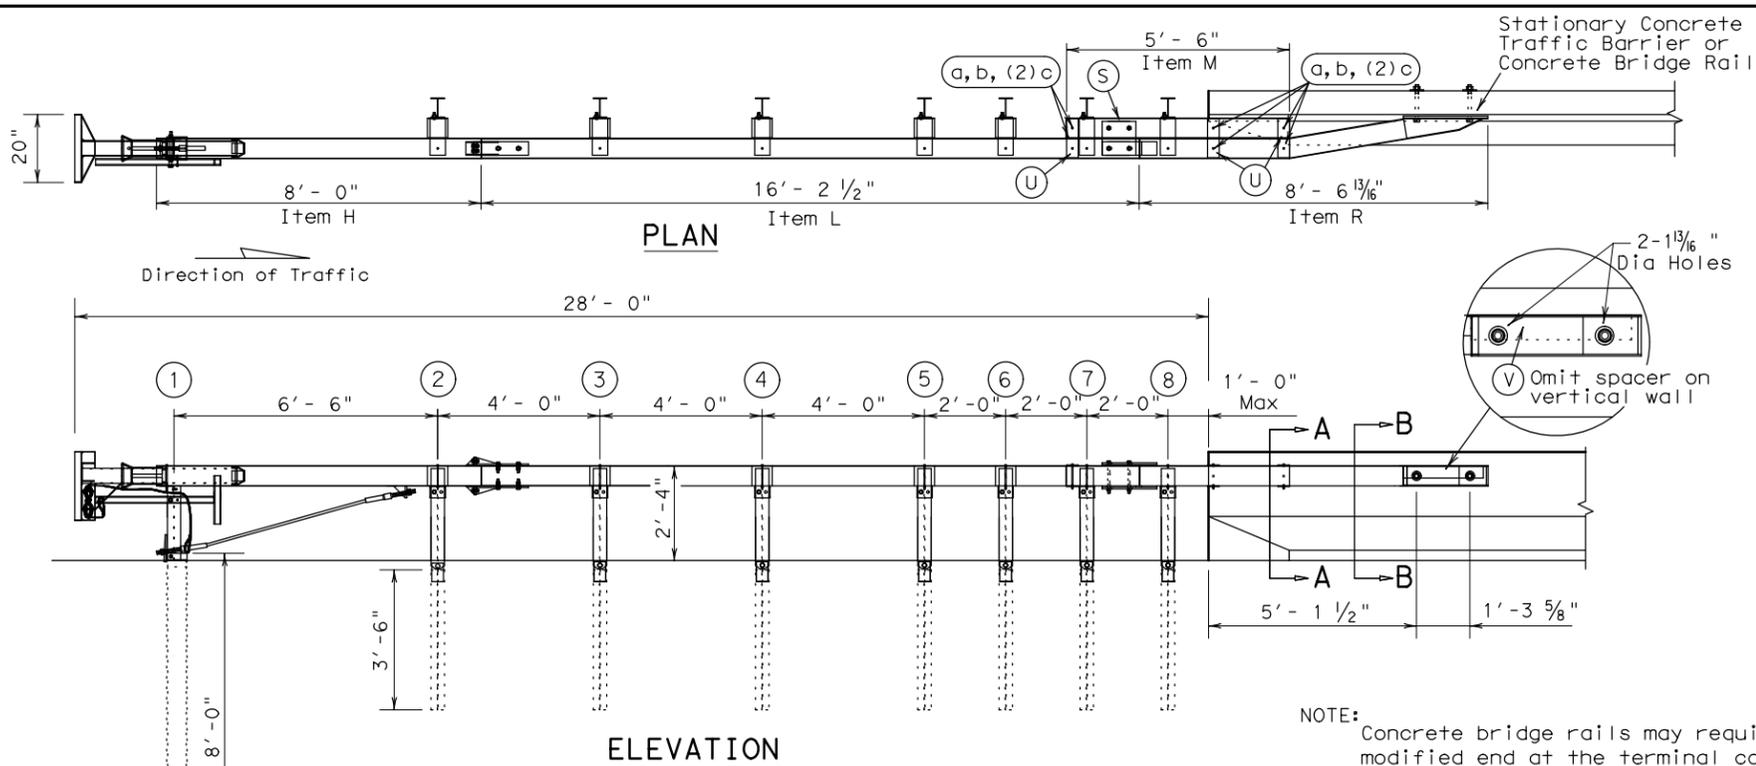 Stationary Concrete
Traffic Barrier or
Concrete Bridge Rail
5'- 6"
Item M
a, b, (2)c
S
a, b, (2)c
20"
U
U
8'- 0"
Item H
16'- 2 1/2"
Item L
8'- 6 13/16"
Item R
PLAN
Direction of Traffic
2-1 13/16 "
Dia Holes
28'- 0"
V Omit spacer on
vertical wall
1 2 3 4 5 6 7 8
6'- 6" 4'- 0" 4'- 0" 4'- 0" 2'-0" 2'-0" 2'-0"
1'- 0"
Max
A B
2'-4"
A B
5'- 1 1/2"
1'-3 5/8"
3'-6"
8'-0"
ELEVATION
NOTE:
Concrete bridge rails may requi
modified end at the terminal co